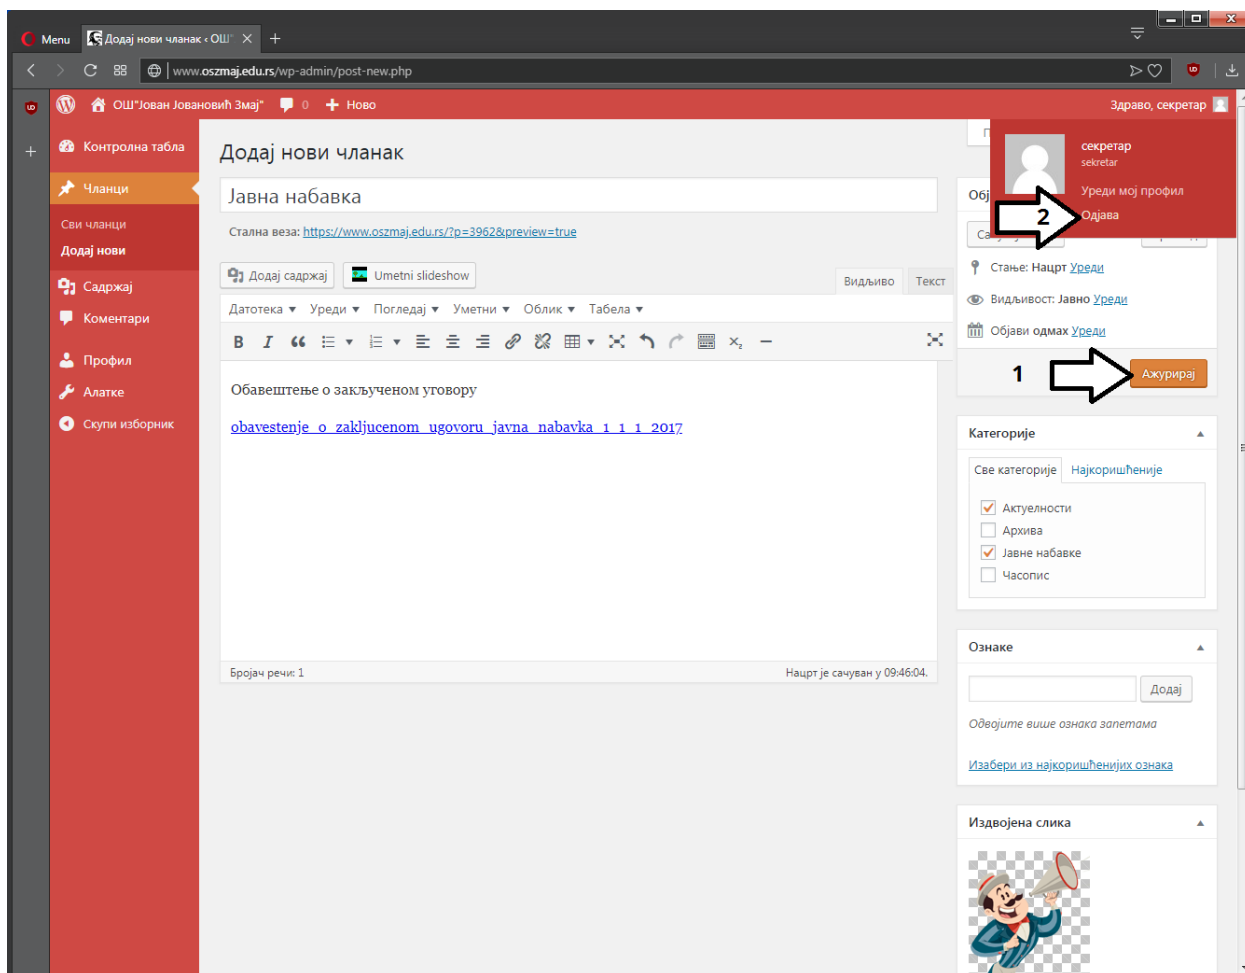 Menu
Додај нови чланак ‹ ОШ"
www.oszmaj.edu.rs/wp-admin/post-new.php
ОШ"Јован Јовановић Змај"
0
Ново
Здраво, секретар
секретар
sekretar
Уреди мој профил
Одјава
2
Контролна табла
Чланци
Сви чланци
Додај нови
Садржај
Коментари
Профил
Алатке
Скупи изборник
Додај нови чланак
Јавна набавка
Стална веза: https://www.oszmaj.edu.rs/?p=3962&preview=true
Додај садржај
Umetni slideshow
Видљиво
Текст
Датотека Уреди Погледај Уметни Облик Табела
Обавештење о закљученом уговору
obavestenje_o_zakljucenom_ugovoru_javna_nabavka_1_1_1_2017
Бројач речи: 1
Нацрт је сачуван у 09:46:04.
Стање: Нацрт Уреди
Видљивост: Јавно Уреди
Објави одмах Уреди
1
Ажурирај
Категорије
Све категорије
Најкоришћеније
Актуелности
Архива
Јавне набавке
Часопис
Ознаке
Додај
Одвојите више ознака запетама
Изабери из најкоришћенијих ознака
Издвојена слика